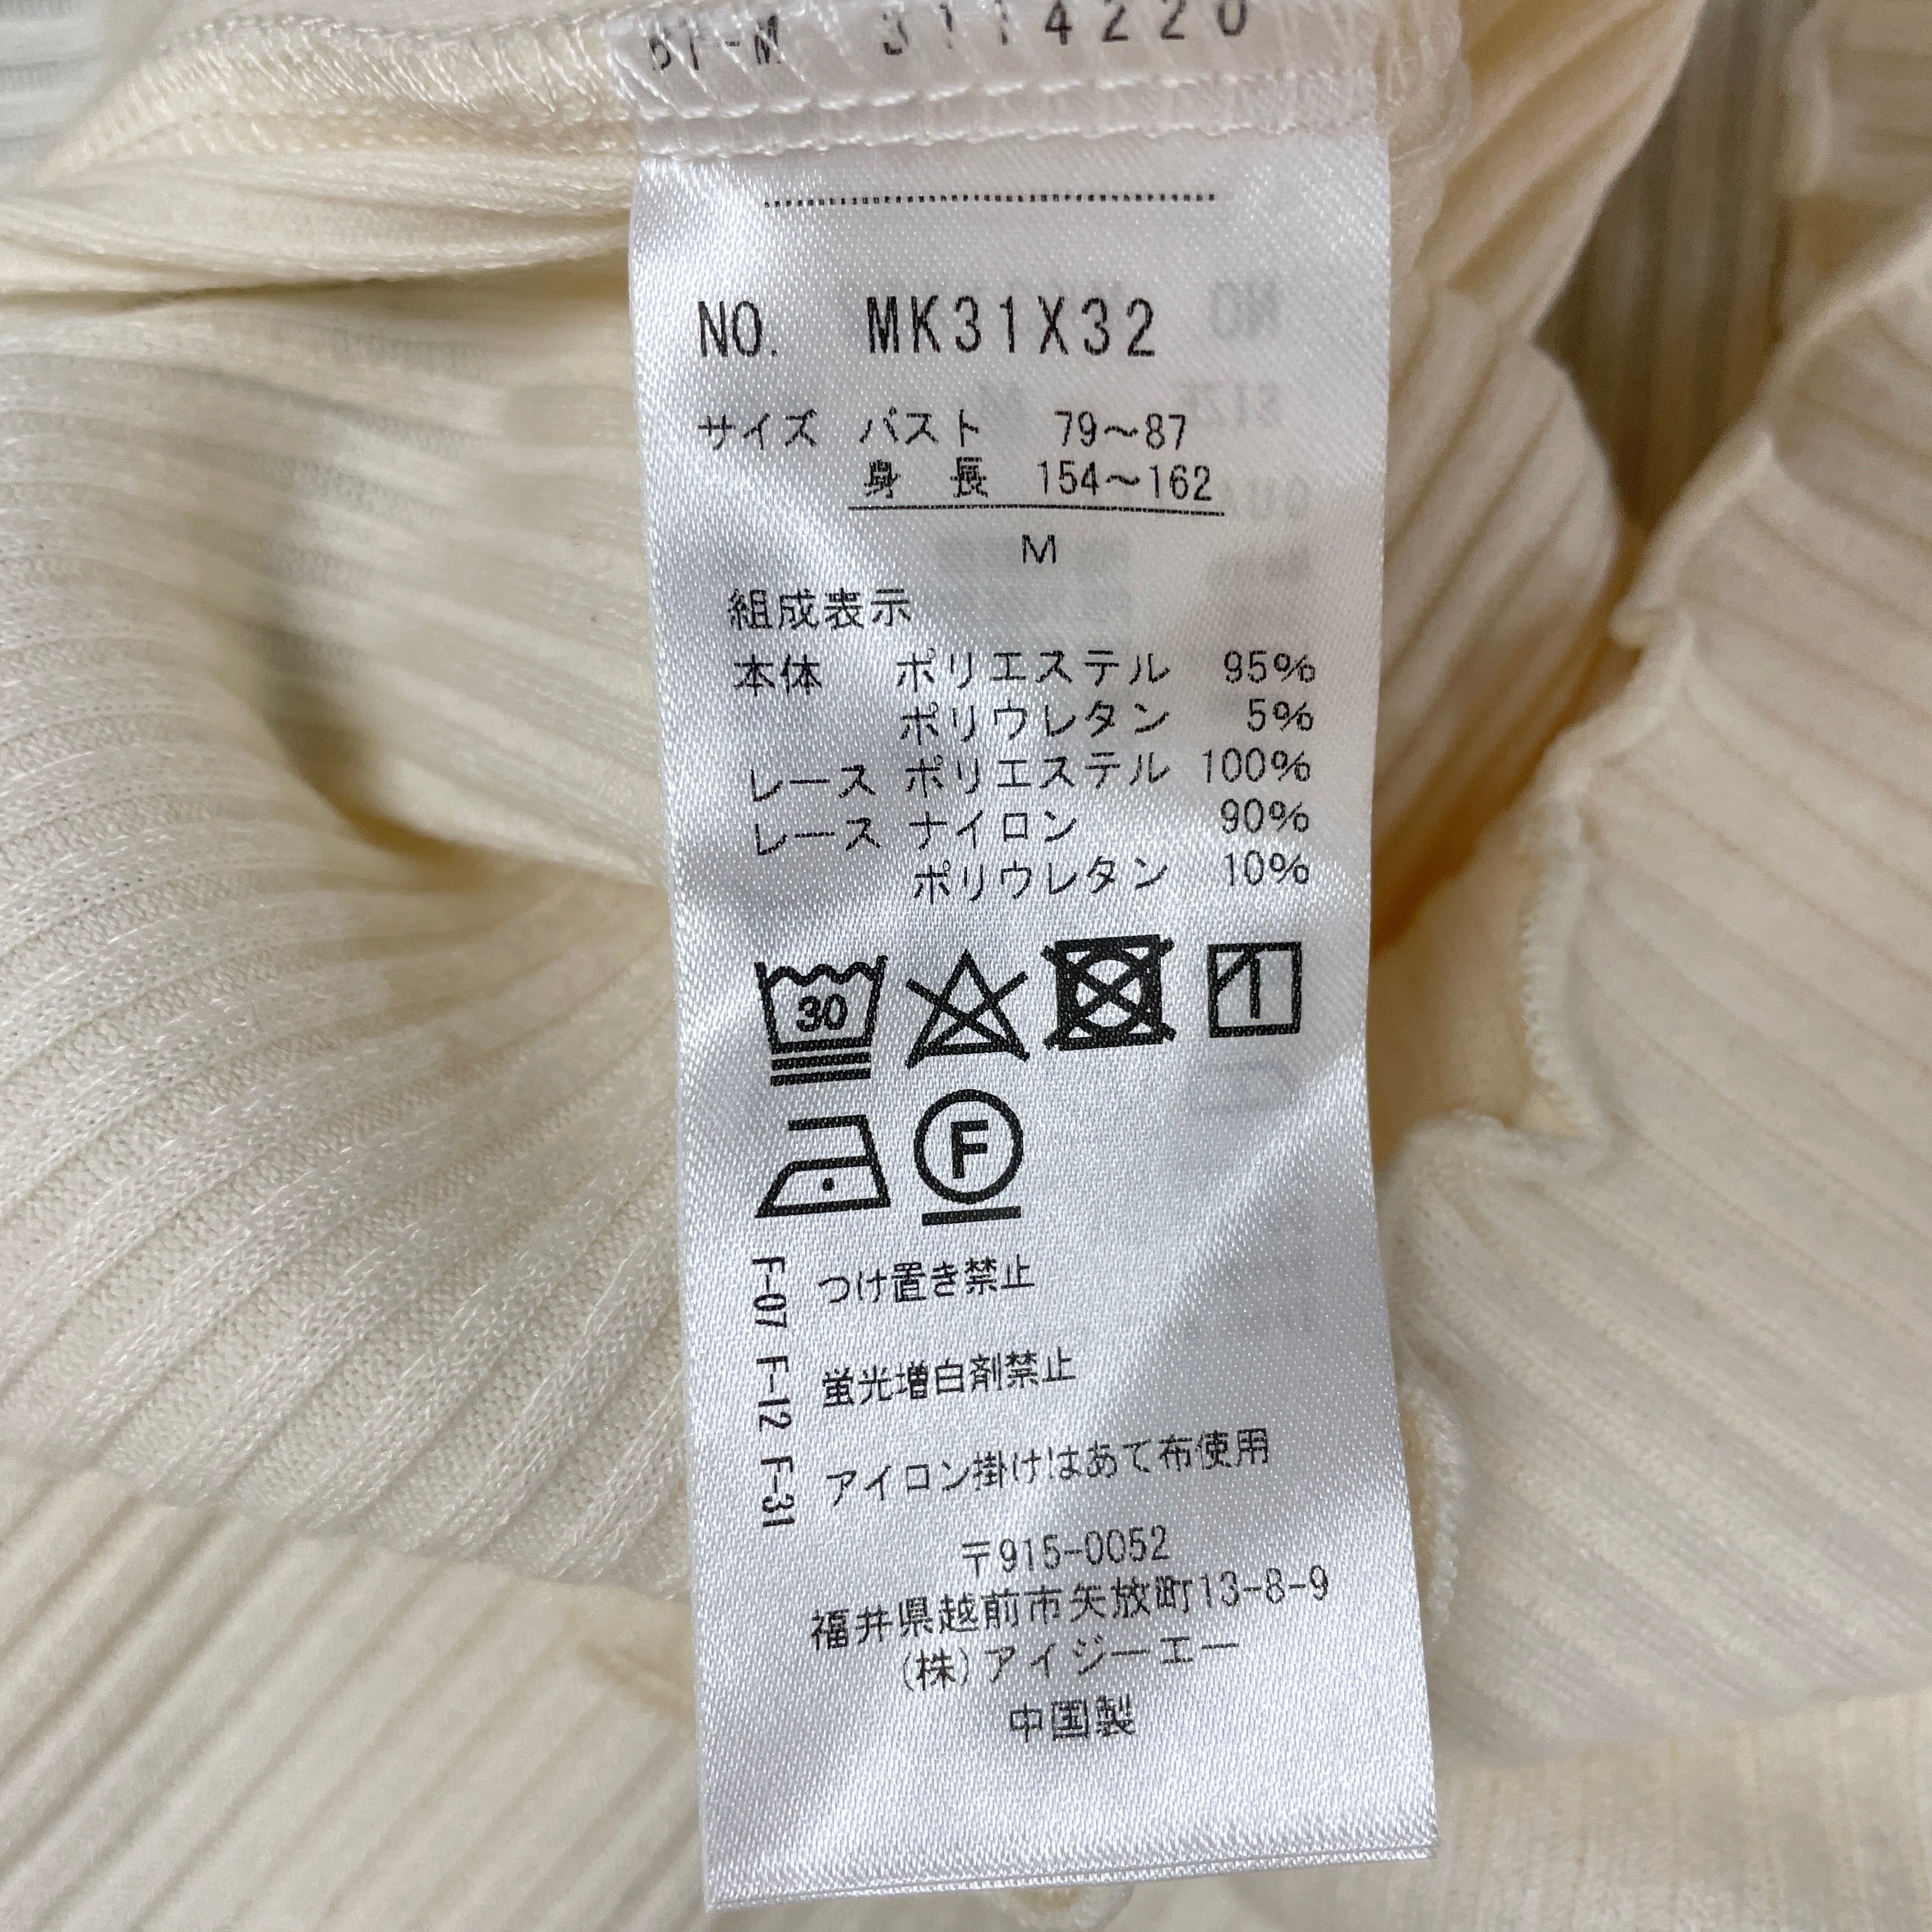 3114220
NO. MK31X32
サイズ バスト 79～87
身長 154～162
M
組成表示
本体 ポリエステル 95%
ポリウレタン 5%
レース ポリエステル 100%
レース ナイロン 90%
ポリウレタン 10%
30
F
F-07 つけ置き禁止
F-12 蛍光増白剤禁止
F-31 アイロン掛けはあて布使用
〒915-0052
福井県越前市矢放町13-8-9
(株)アイジーエー
中国製